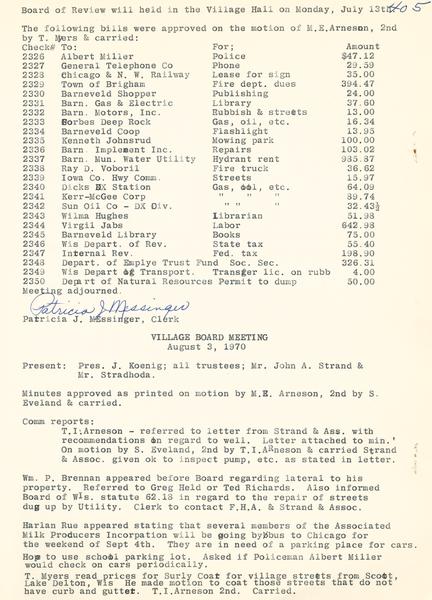 Board of Review will held in the Village Hall on Monday, July 13th. 405
The following bills were approved on the motion of M.E.Arneson, 2nd
by T. Myers & carried:
Check# To: For; Amount
2326 Albert Miller Police $47.12
2327 General Telephone Co Phone 29.59
2328 Chicago & N. W. Railway Lease for sign 35.00
2329 Town of Brigham Fire dept. dues 394.47
2330 Barneveld Shopper Publishing 24.00
2331 Barn. Gas & Electric Library 37.60
2332 Barn. Motors, Inc. Rubbish & streets 13.00
2333 Forbes Deep Rock Gas, oil, etc. 16.34
2334 Barneveld Coop Flashlight 13.95
2335 Kenneth Johnsrud Mowing park 100.00
2336 Barn. Implement Inc. Repairs 103.02
2337 Barn. Mun. Water Utility Hydrant rent 935.87
2338 Ray D. Voboril Fire truck 36.62
2339 Iowa Co. Hwy Comm. Streets 15.97
2340 Dicks DX Station Gas, oil, etc. 64.09
2341 Kerr-McGee Corp " " " 89.74
2342 Sun Oil Co - DX Div. " " " 32.43
2343 Wilma Hughes Librarian 51.98
2344 Virgil Jabs Labor 642.98
2345 Barneveld Library Books 75.00
2346 Wis Depart. of Rev. State tax 55.40
2347 Internal Rev. Fed. tax 198.90
2348 Depart. of Emplye Trust Fund Soc. Sec. 326.31
2349 Wis Depart of Transport. Transfer lic. on rubb 4.00
2350 Depart of Natural Resources Permit to dump 50.00
Meeting adjourned.
Patricia J Messinger
Patricia J. Messinger, Clerk
VILLAGE BOARD MEETING
August 3, 1970
Present: Pres. J. Koenig; all trustees; Mr. John A. Strand &
Mr. Stradhoda.
Minutes approved as printed on motion by M.E. Arneson, 2nd by S.
Eveland & carried.
Comm reports:
T.I.Arneson - referred to letter from Strand & Ass. with
recommendations on regard to well. Letter attached to min.'
On motion by S. Eveland, 2nd by T.I.Arneson & carried Strand
& Assoc. given ok to inspect pump, etc. as stated in letter.
Wm. P. Brennan appeared before Board regarding lateral to his
property. Referred to Greg Held or Ted Richards. Also informed
Board of Wis. statute 62.18 in regard to the repair of streets
dug up by Utility. Clerk to contact F.H.A. & Strand & Assoc.
Harlan Rue appeared stating that several members of the Associated
Milk Producers Incorpation will be going by bus to Chicago for
the weekend of Sept 4th. They are in need of a parking place for cars.
Hop to use school parking lot. Asked if Policeman Albert Miller
would check on cars periodically.
T. Myers read prices for Surly Coat for village streets from Scot,
Lake Delton, Wis He made motion to coat those streets that do not
have curb and gutter. T.I.Arneson 2nd. Carried.